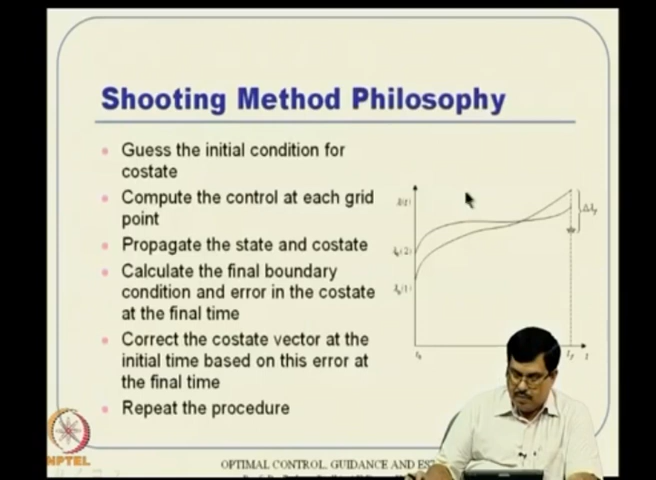 Shooting Method Philosophy
Guess the initial condition for
costate
Compute the control at each grid
point
Propagate the state and costate
Calculate the final boundary
condition and error in the costate
at the final time
Correct the costate vector at the
initial time based on this error at
the final time
Repeat the procedure
NPTEL
OPTIMAL CONTROL, GUIDANCE AND